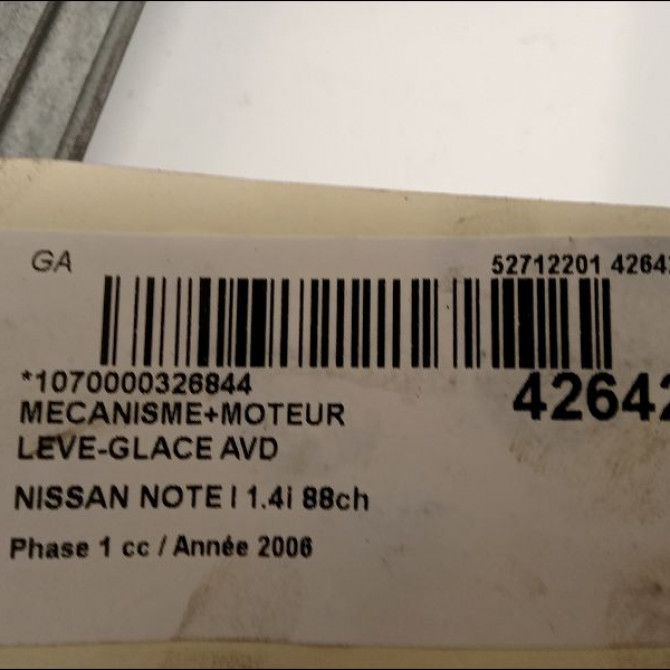 GA
52712201 4264
*1070000326844
42642
MECANISME+MOTEUR
LEVE-GLACE AVD
NISSAN NOTE I 1.4i 88ch
Phase 1 cc / Année 2006